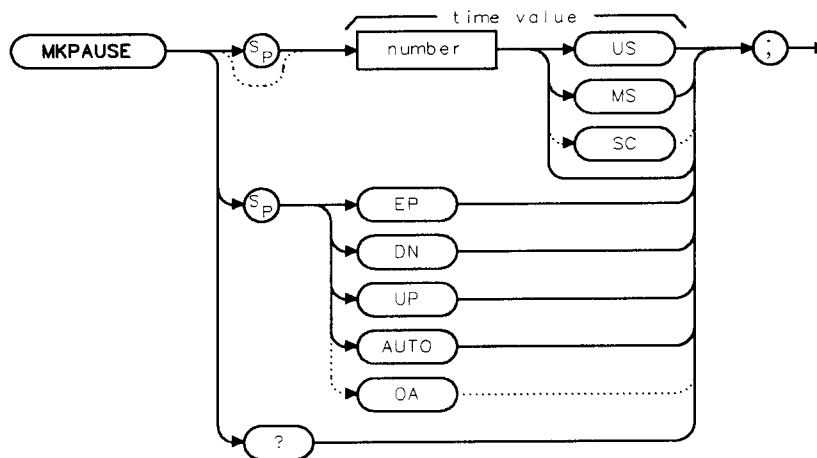 time value
MKPAUSE
SP
number
US
;
MS
SC
SP
EP
DN
UP
AUTO
OA
?